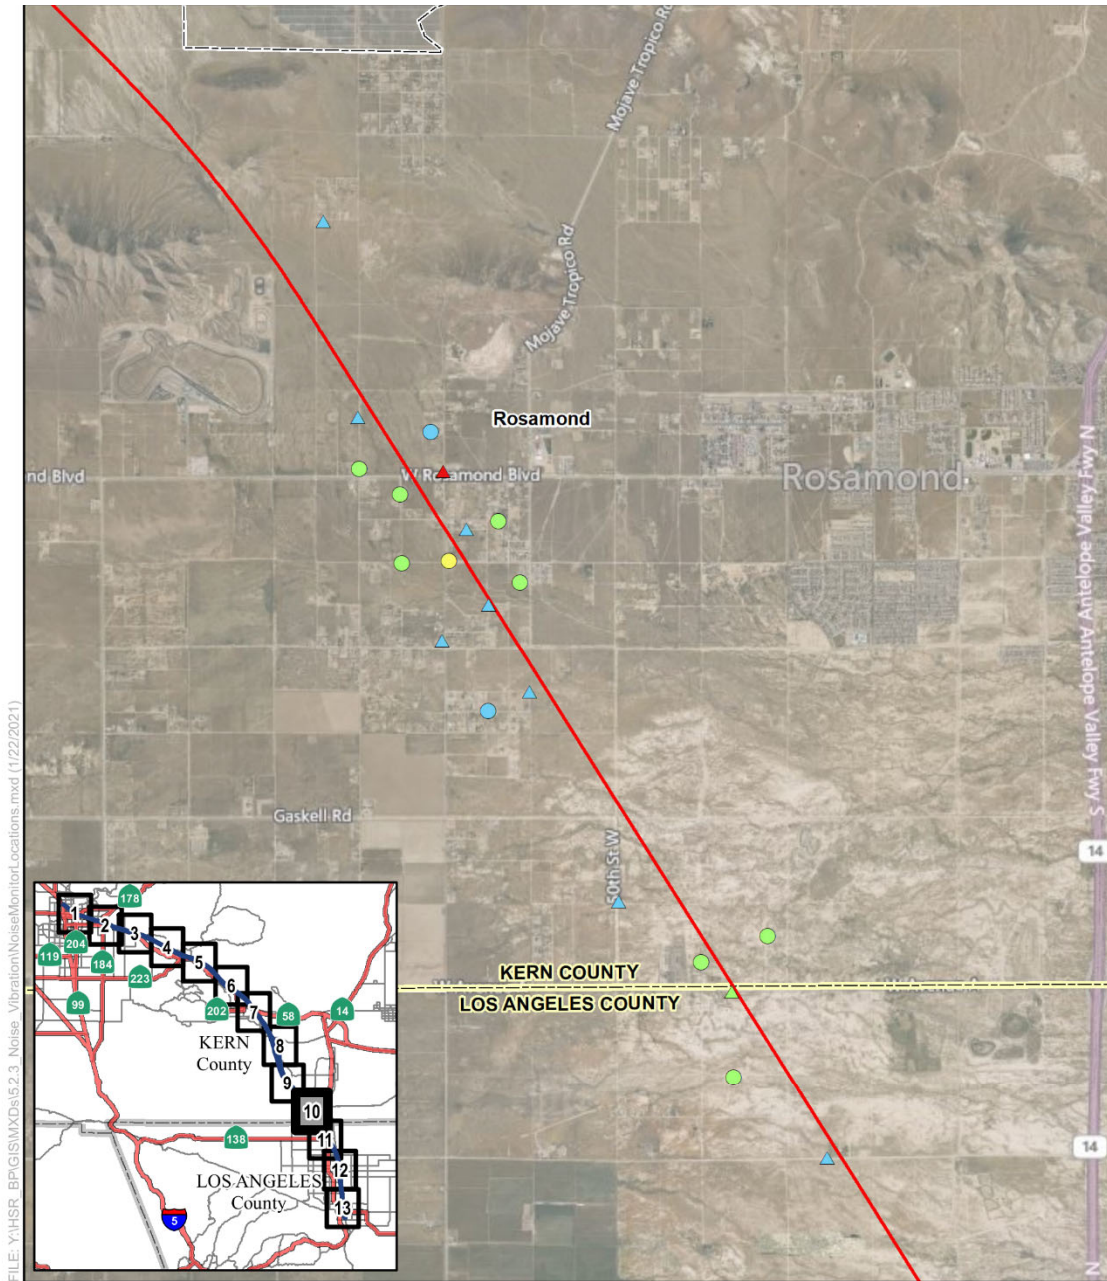 Mojave Tropico Rd
Mojave Tropico Rd
Rosamond
nd Blvd
W Rosamond Blvd
Rosamond
Antelope Valley Fwy N
Antelope Valley Fwy S
Gaskell Rd
50th St W
14
KERN COUNTY
LOS ANGELES COUNTY
14
N
178
1
2
3
204
4
119
184
5
223
6
99
202
7
58
14
KERN
County
8
9
10
138
11
12
LOS ANGELES
County
13
5
FILE: Y:\HSR_BP\GIS\MXDs\5.2.3_Noise_Vibration\NoiseMonitorLocations.mxd (1/22/2021)